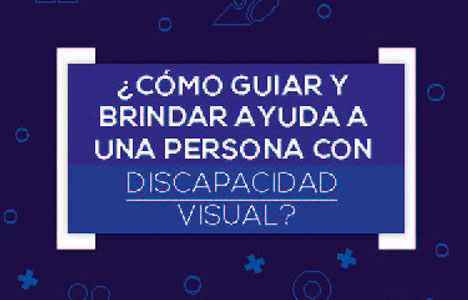 ¿CÓMO GUIAR Y
BRINDAR AYUDA A
UNA PERSONA CON
DISCAPACIDAD
VISUAL?